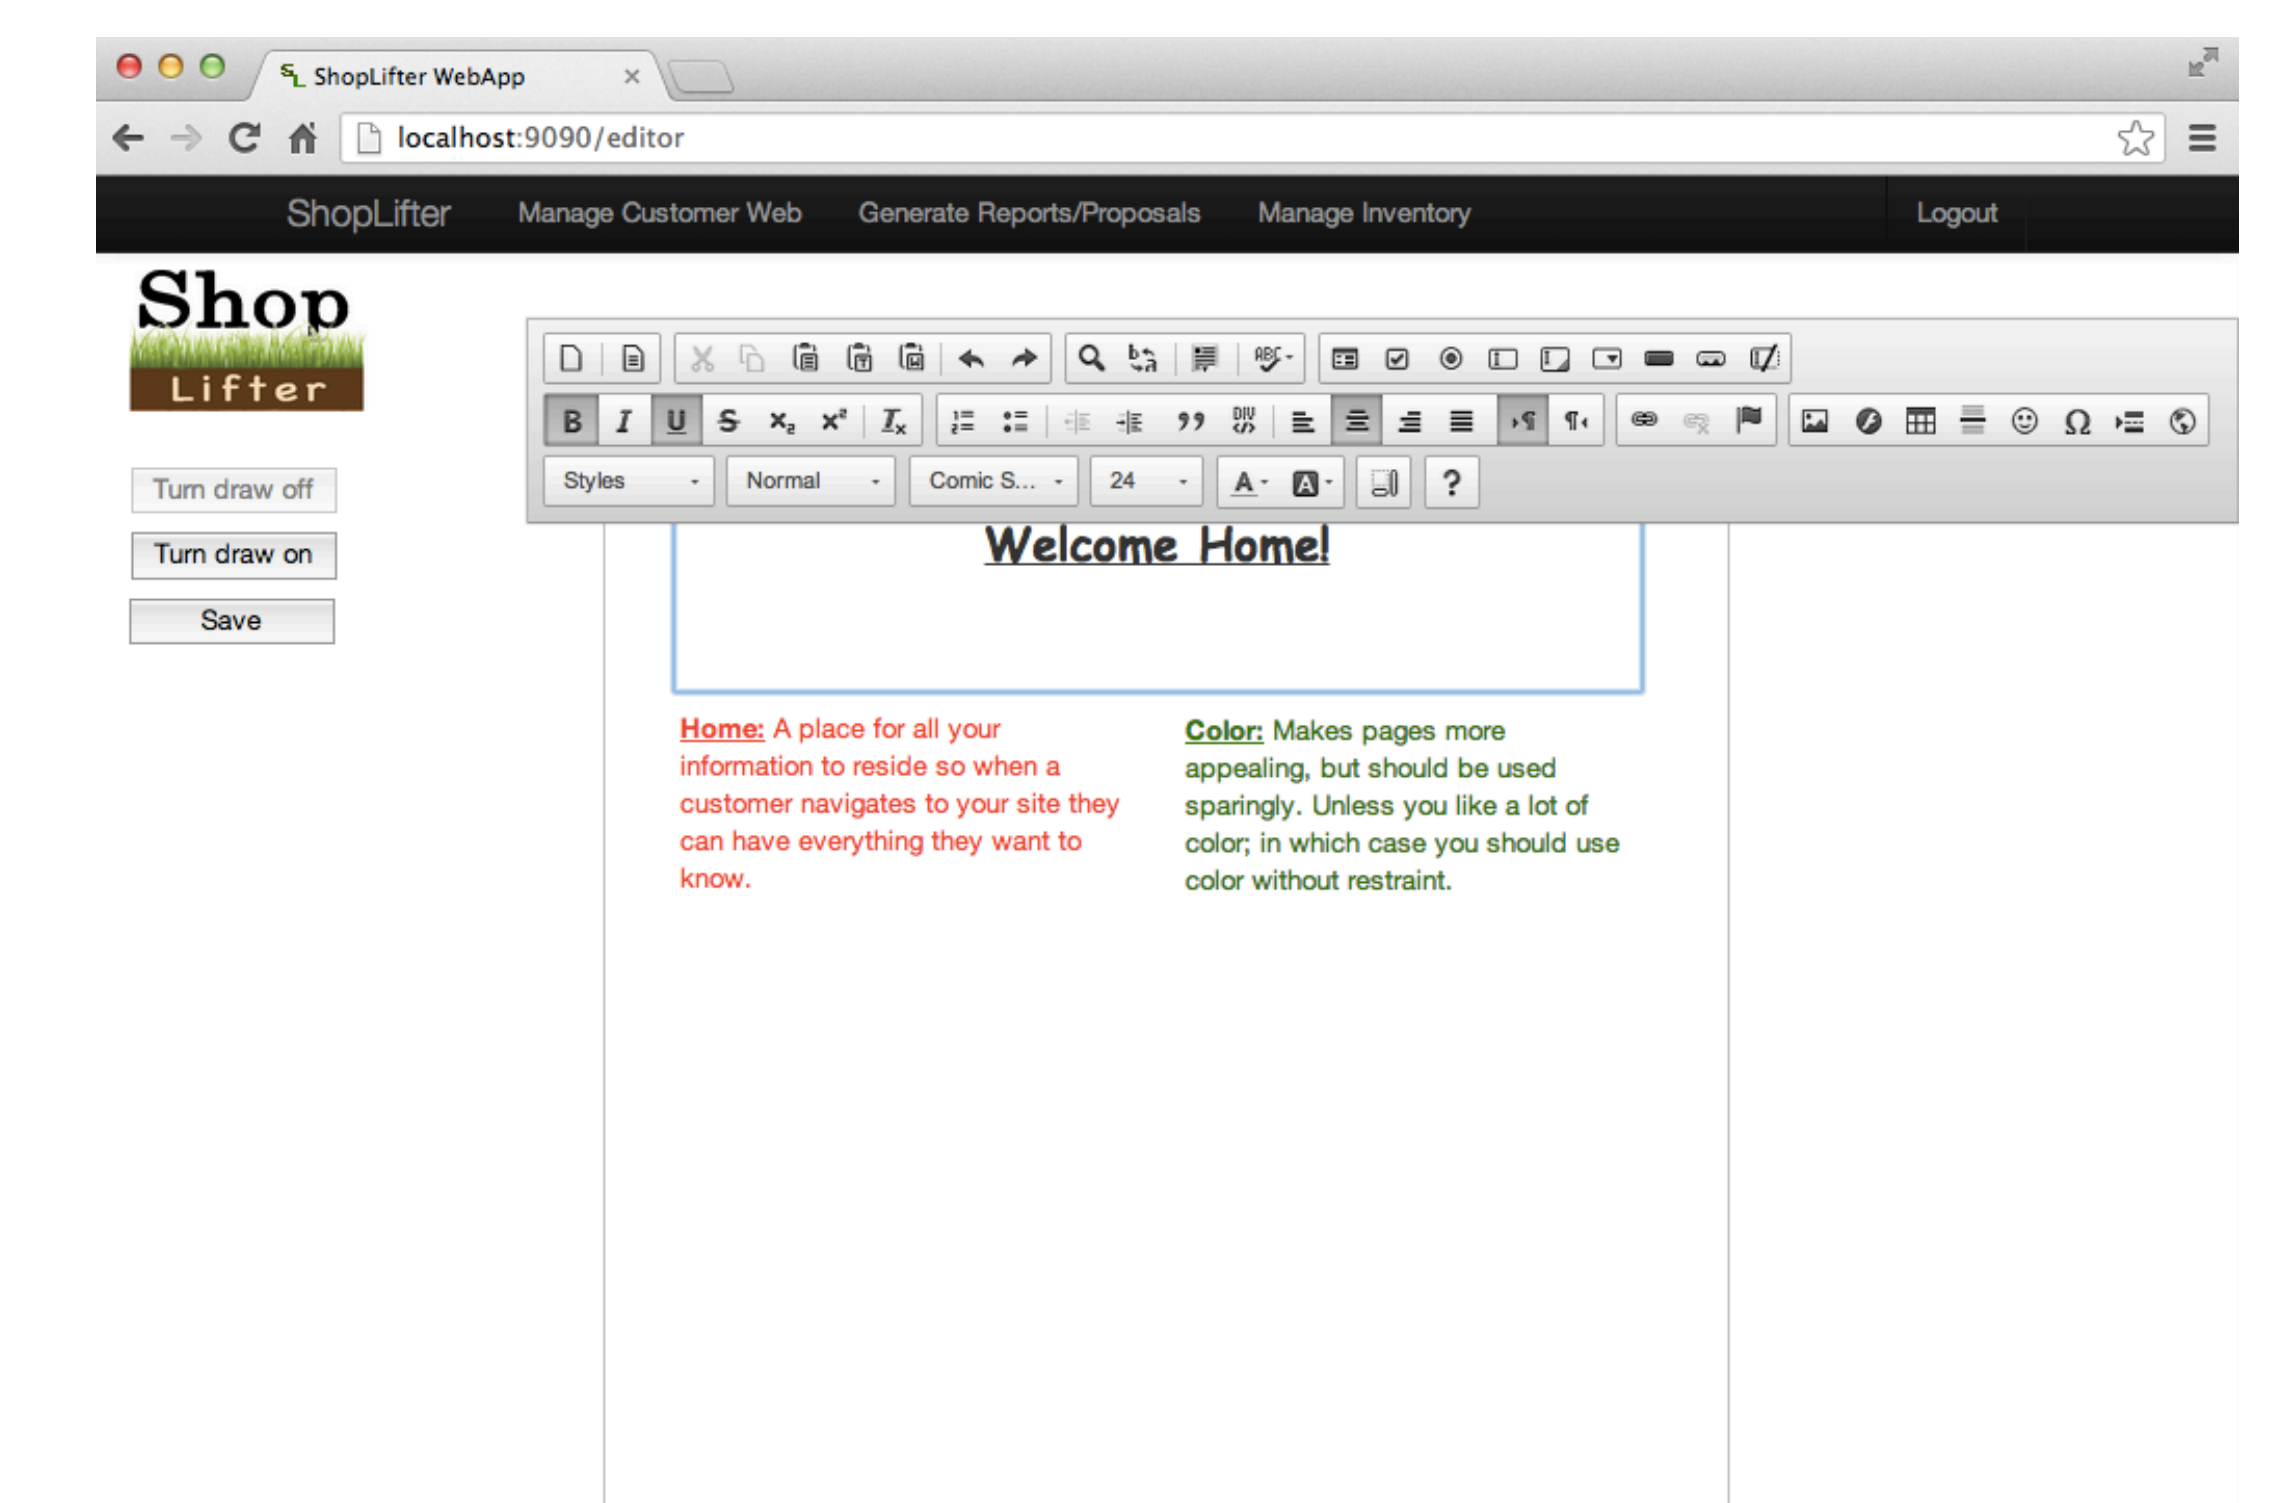 ShopLifter WebApp
localhost:9090/editor
ShopLifter Manage Customer Web Generate Reports/Proposals Manage Inventory Logout
Shop
Lifter
Turn draw off
Turn draw on
Save
B I U S x₂ x² Ix
Styles Normal Comic S... 24 A A ?
Welcome Home!
Home: A place for all your
information to reside so when a
customer navigates to your site they
can have everything they want to
know.
Color: Makes pages more
appealing, but should be used
sparingly. Unless you like a lot of
color; in which case you should use
color without restraint.